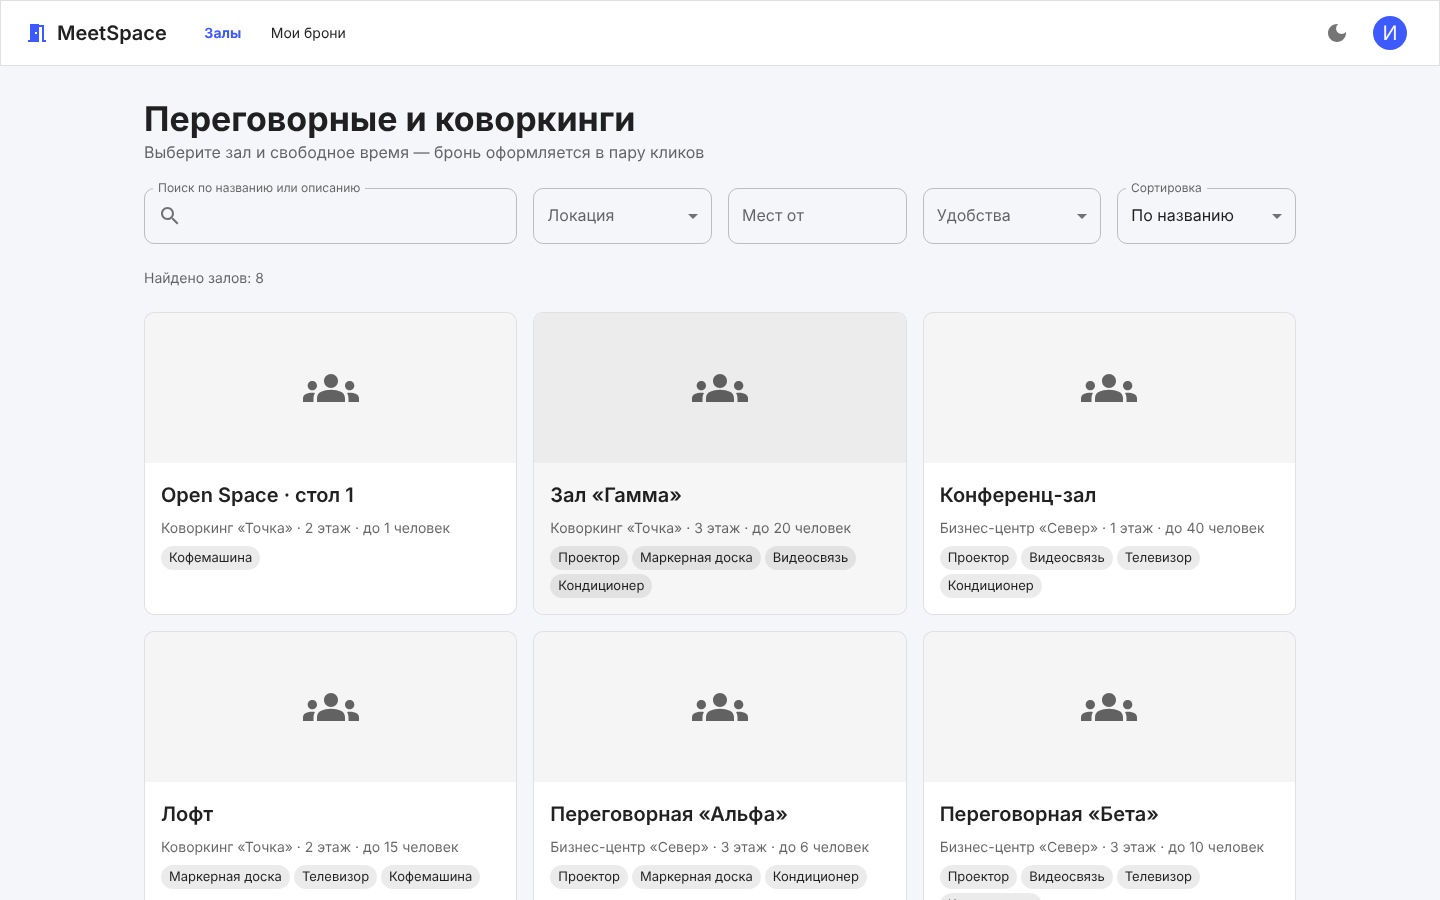 MeetSpace Залы Мои брони И
Переговорные и коворкинги
Выберите зал и свободное время — бронь оформляется в пару кликов
Поиск по названию или описанию
Локация
Мест от
Удобства
Сортировка
По названию
Найдено залов: 8
Open Space · стол 1
Коворкинг «Точка» · 2 этаж · до 1 человек
Кофемашина
Зал «Гамма»
Коворкинг «Точка» · 3 этаж · до 20 человек
Проектор Маркерная доска Видеосвязь
Кондиционер
Конференц-зал
Бизнес-центр «Север» · 1 этаж · до 40 человек
Проектор Видеосвязь Телевизор
Кондиционер
Лофт
Коворкинг «Точка» · 2 этаж · до 15 человек
Маркерная доска Телевизор Кофемашина
Переговорная «Альфа»
Бизнес-центр «Север» · 3 этаж · до 6 человек
Проектор Маркерная доска Кондиционер
Переговорная «Бета»
Бизнес-центр «Север» · 3 этаж · до 10 человек
Проектор Видеосвязь Телевизор